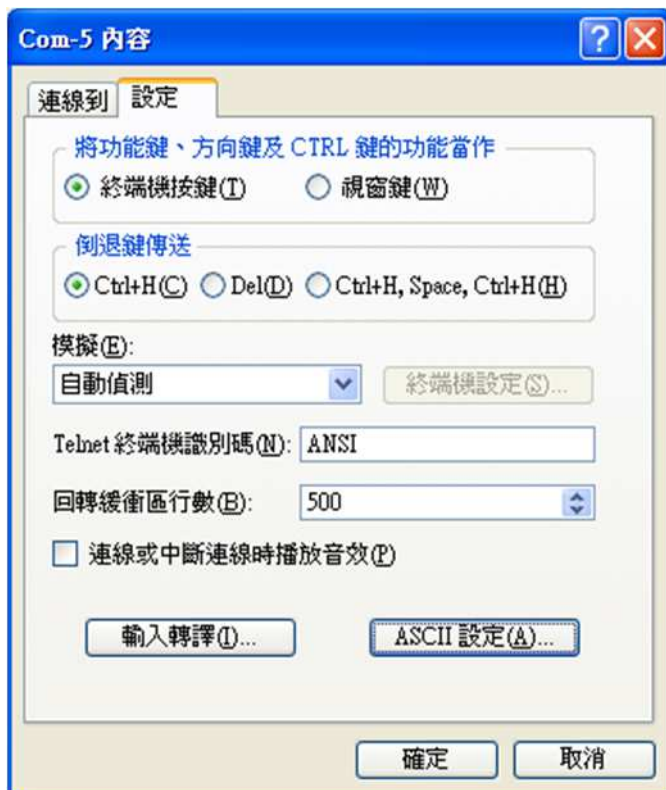 Com-5 內容
連線到 設定
將功能鍵、方向鍵及 CTRL 鍵的功能當作
終端機按鍵(T) 視窗鍵(W)
倒退鍵傳送
Ctrl+H(C) Del(D) Ctrl+H, Space, Ctrl+H(H)
模擬(E):
自動偵測 終端機設定(S)...
Telnet 終端機識別碼(N): ANSI
回轉緩衝區行數(B): 500
連線或中斷連線時播放音效(P)
輸入轉譯(I)... ASCII 設定(A)...
確定 取消